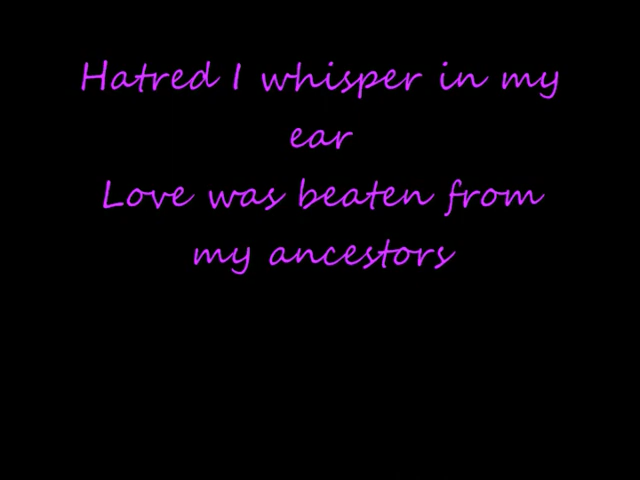 Hatred I whisper in my
ear
Love was beaten from
my ancestors